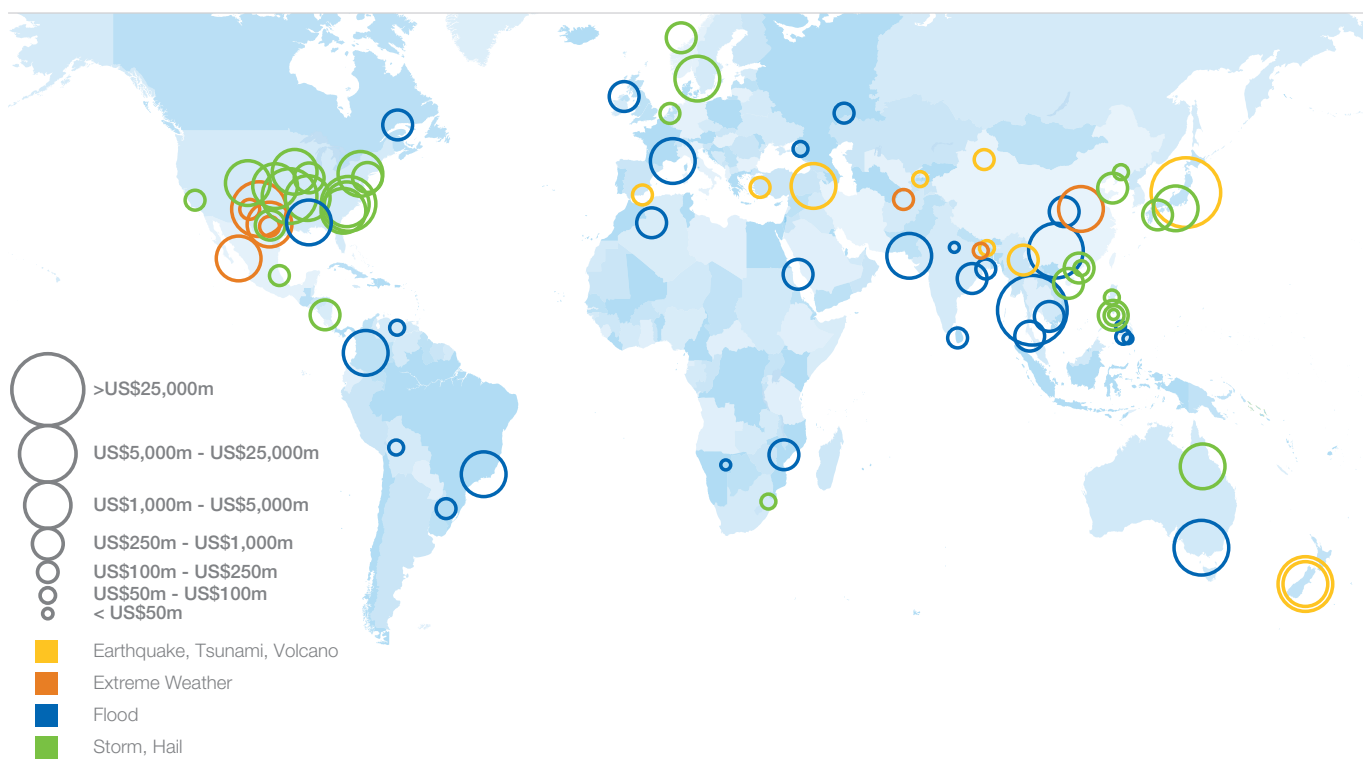 >US$25,000m
US$5,000m - US$25,000m
US$1,000m - US$5,000m
US$250m - US$1,000m
US$100m - US$250m
US$50m - US$100m
< US$50m
Earthquake, Tsunami, Volcano
Extreme Weather
Flood
Storm, Hail